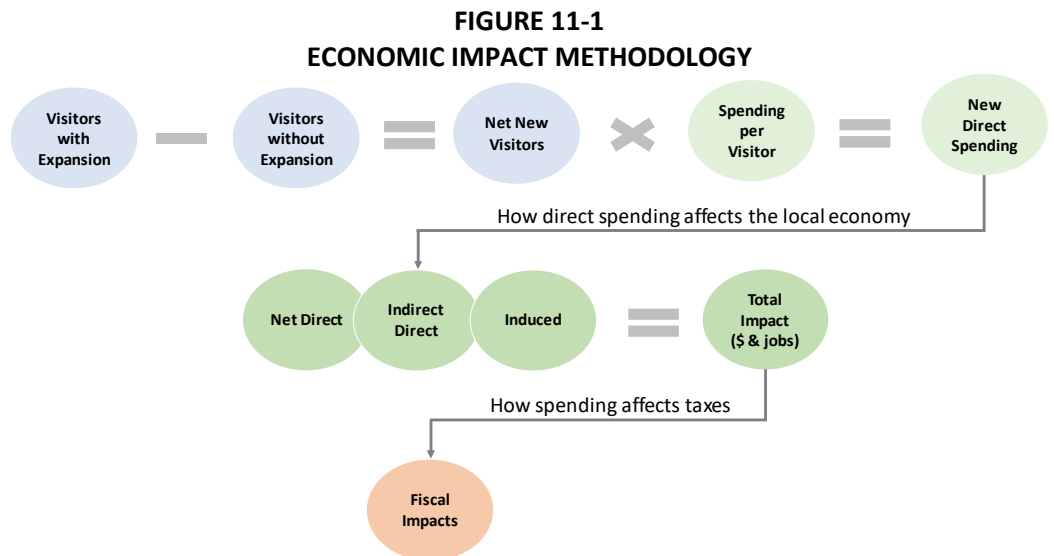 FIGURE 11-1
ECONOMIC IMPACT METHODOLOGY
Visitors
with
Expansion
Visitors
without
Expansion
Net New
Visitors
Spending
per
Visitor
New
Direct
Spending
How direct spending affects the local economy
Net Direct
Indirect
Direct
Induced
Total
Impact
($ & jobs)
How spending affects taxes
Fiscal
Impacts